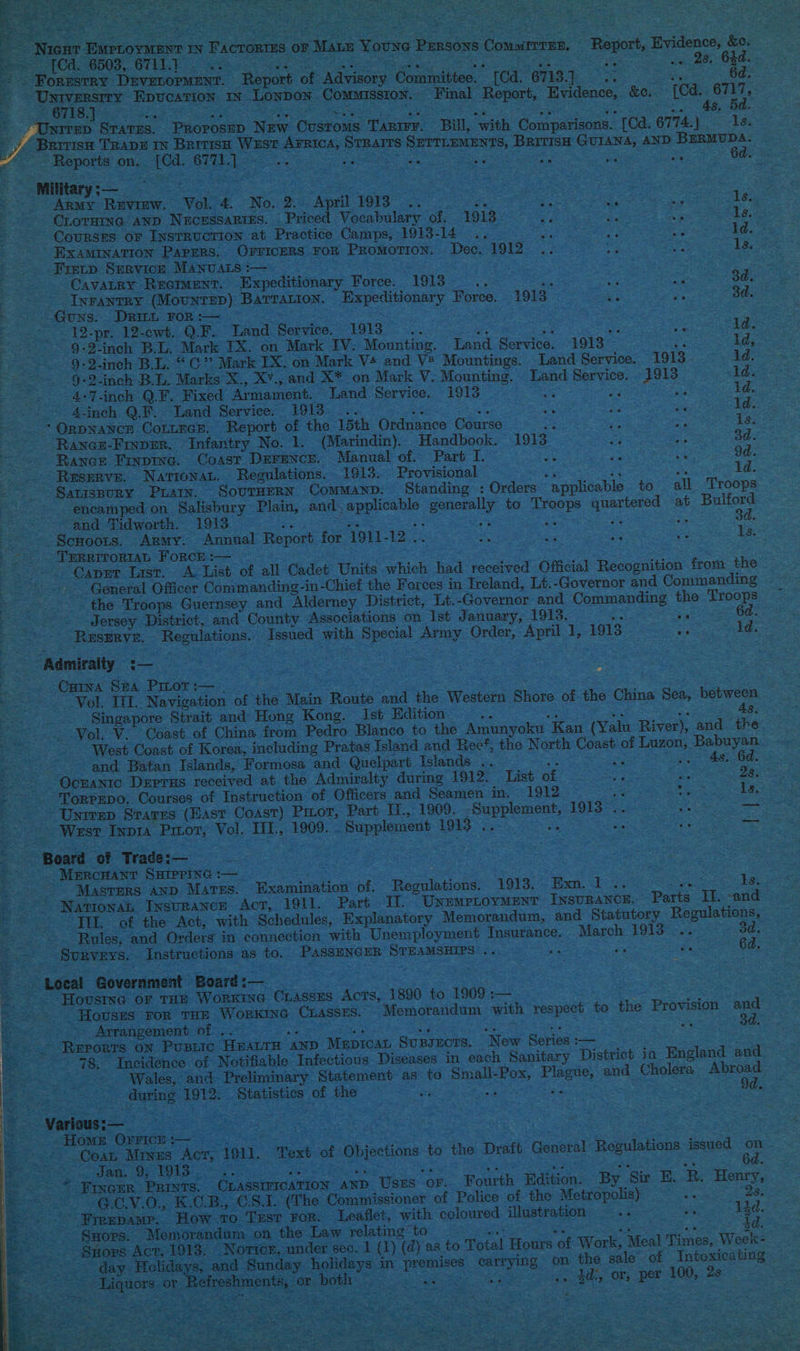 NIGHT EMPLOYMENT IN FACTORIES OF MALE YOUNG PERSONS COMMITTEE. Report, Evidence, &c.
[Cd. 6503, 6711.] .. .. .. .. .. .. 2s. 6½d.
FORESTRY DEVELOPMENT. Report of Advisory Committee. [Cd. 6713.] .. .. 6d.
UNIVERSITY EDUCATION IN LONDON COMMISSION. Final Report, Evidence, &c. [Cd. 6717,
6718.] .. .. .. .. .. .. .. 4s. 5d.
UNITED STATES. PROPOSED NEW CUSTOMS TARIFF. Bill, with Comparisons. [Cd. 6774.] 1s.
BRITISH TRADE IN BRITISH WEST AFRICA, STRAITS SETTLEMENTS, BRITISH GUIANA, AND BERMUDA.
Reports on. [Cd. 6771.] .. .. .. .. .. .. 6d.
Military:—
ARMY REVIEW. Vol. 4. No. 2. April 1913 .. .. .. .. 1s.
CLOTHING AND NECESSARIES. Priced Vocabulary of. 1913 .. .. .. 1s.
COURSES OF INSTRUCTION at Practice Camps, 1913-14 .. .. .. .. 1d.
EXAMINATION PAPERS. OFFICERS FOR PROMOTION. Dec. 1912 .. .. .. 1s.
FIELD SERVICE MANUALS:—
CAVALRY REGIMENT. Expeditionary Force. 1913 .. .. .. .. 3d.
INFANTRY (MOUNTED) BATTALION. Expeditionary Force. 1913 .. .. 3d.
GUNS. DRILL FOR:—
12-pr. 12-cwt. Q.F. Land Service. 1913 .. .. .. .. .. 1d.
9·2-inch B.L. Mark IX. on Mark IV. Mounting. Land Service. 1913 .. 1d.
9·2-inch B.L. "C" Mark IX. on Mark Vᴬ and Vᴮ Mountings. Land Service. 1913 1d.
9·2-inch B.L. Marks X., Xv., and X* on Mark V. Mounting. Land Service. 1913 1d.
4·7-inch Q.F. Fixed Armament. Land Service. 1913 .. .. .. 1d.
4-inch Q.F. Land Service. 1913 .. .. .. .. .. 1d.
ORDNANCE COLLEGE. Report of the 15th Ordnance Course .. .. .. 1s.
RANGE-FINDER. Infantry No. 1. (Marindin). Handbook. 1913 .. .. 3d.
RANGE FINDING. COAST DEFENCE. Manual of. Part I. .. .. .. 9d.
RESERVE. NATIONAL. Regulations. 1913. Provisional .. .. .. 1d.
SALISBURY PLAIN. SOUTHERN COMMAND. Standing Orders applicable to all Troops
encamped on Salisbury Plain, and applicable generally to Troops quartered at Bulford
and Tidworth. 1913 .. .. .. .. .. .. 3d.
SCHOOLS. ARMY. Annual Report for 1911-12 .. .. .. .. .. 1s.
TERRITORIAL FORCE:—
CADET LIST. A List of all Cadet Units which had received Official Recognition from the
General Officer Commanding-in-Chief the Forces in Ireland, Lt.-Governor and Commanding
the Troops Guernsey and Alderney District, Lt.-Governor and Commanding the Troops
Jersey District, and County Associations on 1st January, 1913. .. .. 6d.
RESERVE. Regulations. Issued with Special Army Order, April 1, 1913 .. 1d.
Admiralty :—
CHINA SEA PILOT:—
Vol. III. Navigation of the Main Route and the Western Shore of the China Sea, between
Singapore Strait and Hong Kong. 1st Edition .. .. .. .. 4s.
Vol. V. Coast of China from Pedro Blanco to the Amunyoku Kan (Yalu River), and the
West Coast of Korea, including Pratas Island and Reef, the North Coast of Luzon, Babuyan
and Batan Islands, Formosa and Quelpart Islands .. .. .. 4s. 6d.
OCEANIC DEPTHS received at the Admiralty during 1912. List of .. .. 2s.
TORPEDO. Courses of Instruction of Officers and Seamen in. 1912 .. .. 1s.
UNITED STATES (EAST COAST) PILOT, Part II., 1909. Supplement, 1913 .. .. —
WEST INDIA PILOT, Vol. III., 1909. Supplement 1913 .. .. .. —
Board of Trade:—
MERCHANT SHIPPING:—
MASTERS AND MATES. Examination of. Regulations. 1913. Exn. 1 .. .. 1s.
NATIONAL INSURANCE ACT, 1911. Part II. UNEMPLOYMENT INSURANCE. Parts II. and
III. of the Act, with Schedules, Explanatory Memorandum, and Statutory Regulations,
Rules, and Orders in connection with Unemployment Insurance. March 1913 .. 3d.
SURVEYS. Instructions as to. PASSENGER STEAMSHIPS .. .. .. .. 6d.
Local Government Board:—
HOUSING OF THE WORKING CLASSES ACTS, 1890 to 1909:—
HOUSES FOR THE WORKING CLASSES. Memorandum with respect to the Provision and
Arrangement of .. .. .. .. .. .. 3d.
REPORTS ON PUBLIC HEALTH AND MEDICAL SUBJECTS. New Series:—
78. Incidence of Notifiable Infectious Diseases in each Sanitary District in England and
Wales, and Preliminary Statement as to Small-Pox, Plague, and Cholera Abroad
during 1912. Statistics of the .. .. .. 9d.
Various:—
HOME OFFICE:—
COAL MINES ACT, 1911. Text of Objections to the Draft General Regulations issued on
Jan. 9, 1913 .. .. .. .. .. .. 6d.
FINGER PRINTS. CLASSIFICATION AND USES OF. Fourth Edition. By Sir E. R. Henry,
G.C.V.O., K.C.B., C.S.I. (The Commissioner of Police of the Metropolis) .. 2s.
FIREDAMP. How TO TEST FOR. Leaflet, with coloured illustration .. .. 1½d.
SHOPS. Memorandum on the Law relating to .. .. .. ½d.
SHOPS ACT, 1913. NOTICE, under sec. 1 (1) (d) as to Total Hours of Work, Meal Times, Week-
day Holidays, and Sunday holidays in premises carrying on the sale of Intoxicating
Liquors or Refreshments, or both .. .. .. ½d., or, per 100, 2s